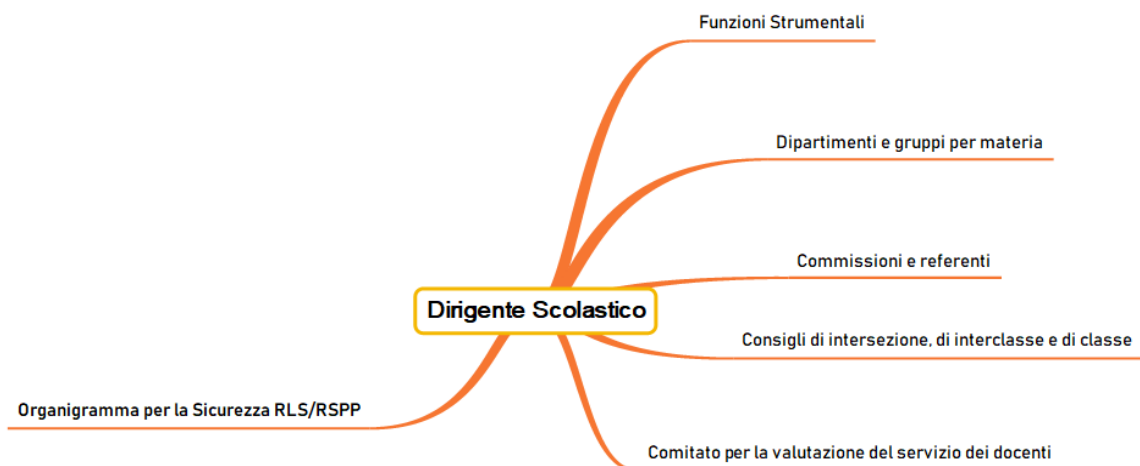 Funzioni Strumentali
Dipartimenti e gruppi per materia
Commissioni e referenti
Dirigente Scolastico
Consigli di intersezione, di interclasse e di classe
Organigramma per la Sicurezza RLS/RSPP
Comitato per la valutazione del servizio dei docenti